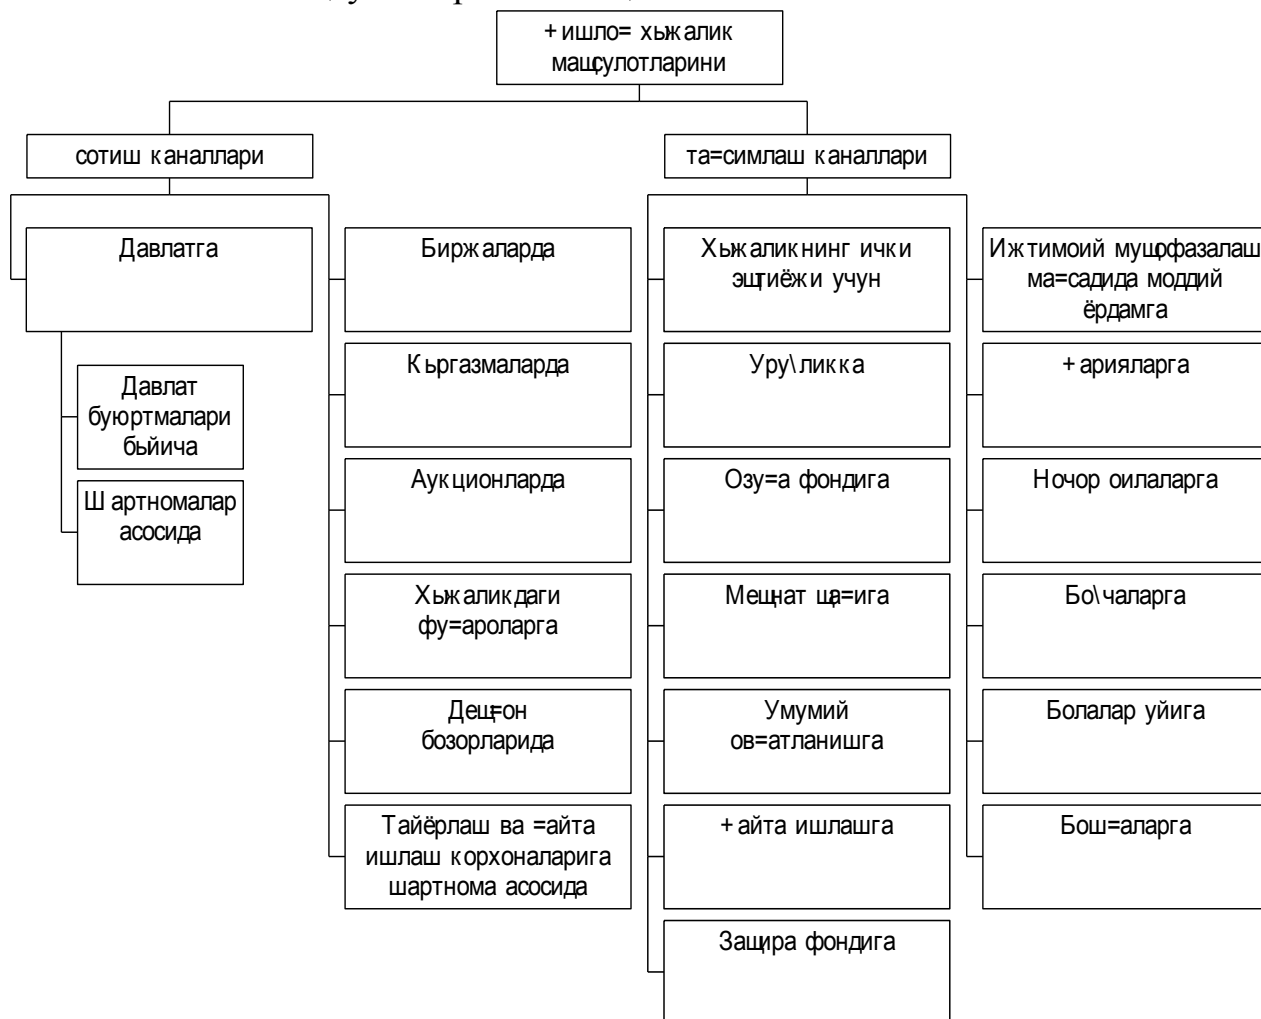 +ишло= хьжалик
мащсулотларини
сотиш каналлари
та=симлаш каналлари
Давлатга
Давлат
буюртмалари
бьйича
Шартномалар
асосида
Биржаларда
Кьргазмаларда
Аукционларда
Хьжаликдаги
фу=ароларга
Дещ=он
бозорларида
Тайёрлаш ва =айта
ишлаш корхоналарига
шартнома асосида
Хьжаликнинг ички
эщтиёжи учун
Уру\ликка
Озу=а фондига
Мещнат ща=ига
Умумий
ов=атланишга
+айта ишлашга
Защира фондига
Ижтимоий мущофазалаш
ма=садида моддий
ёрдамга
+арияларга
Ночор оилаларга
Бо\чаларга
Болалар уйига
Бош=аларга